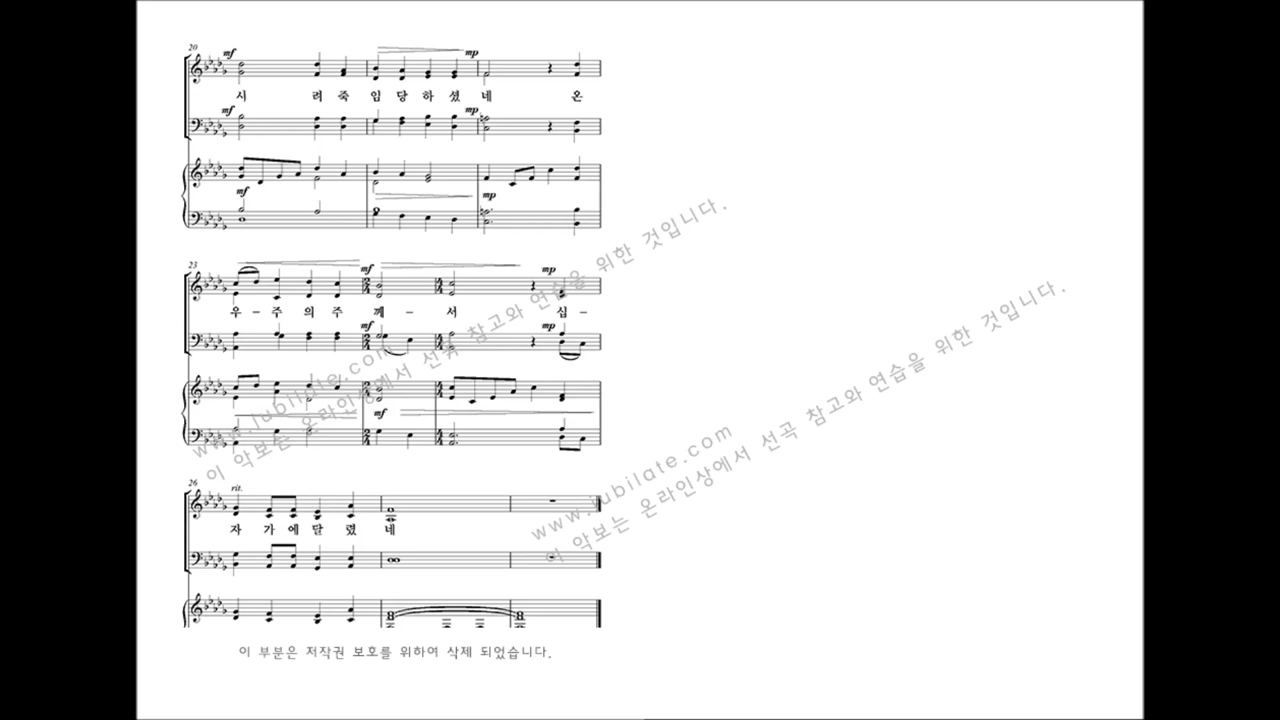 20
mf
mp
시 려 죽 임 당 하 셨 네 온
mf
mp
mf
mp
23
mf
mp
우 – 주 의 주 께 – 서 십 –
mf
mp
mf
26
rit.
자 가 에 달 렸 네
www.jubilate.com
이 악보는 온라인상에서 선곡 참고와 연습을 위한 것입니다.
www.jubilate.com
이 악보는 온라인상에서 선곡 참고와 연습을 위한 것입니다.
이 부분은 저작권 보호를 위하여 삭제 되었습니다.